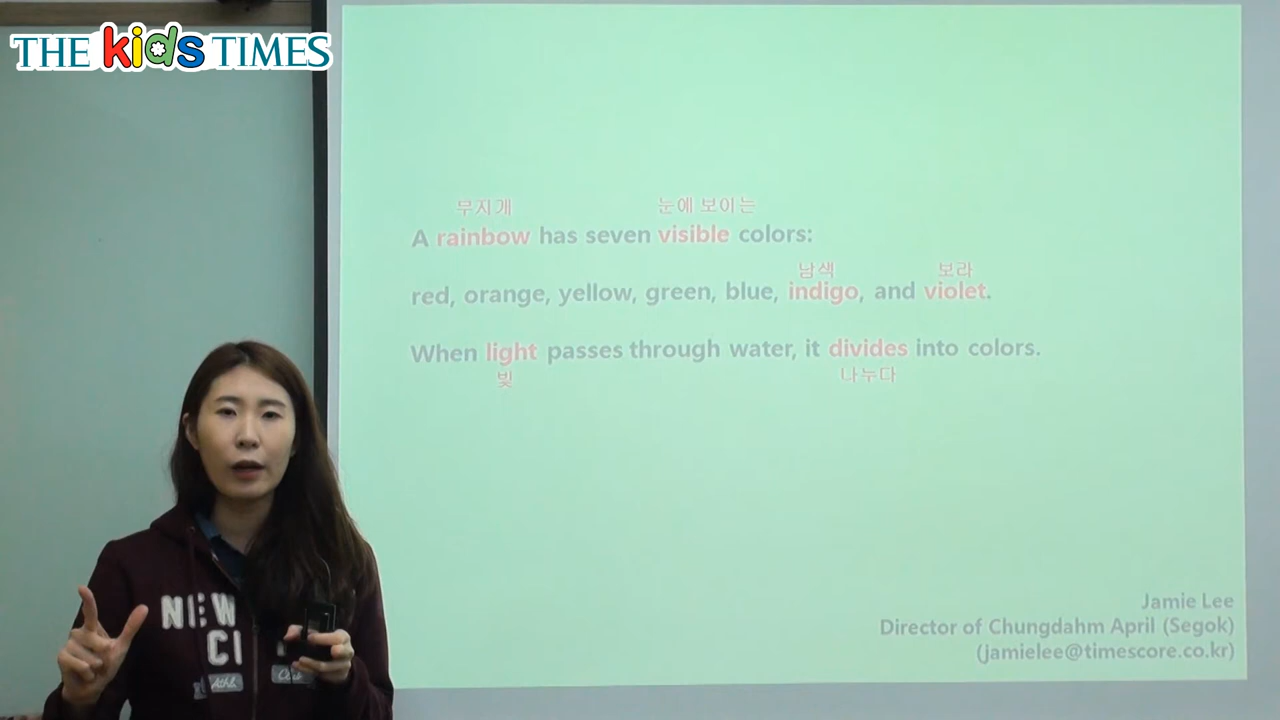 THE kids TIMES
무지개 눈에 보이는
A rainbow has seven visible colors:
남색 보라
red, orange, yellow, green, blue, indigo, and violet.
When light passes through water, it divides into colors.
빛 나누다
NEW
Jamie Lee
Director of Chungdahm April (Segok)
(jamielee@timescore.co.kr)